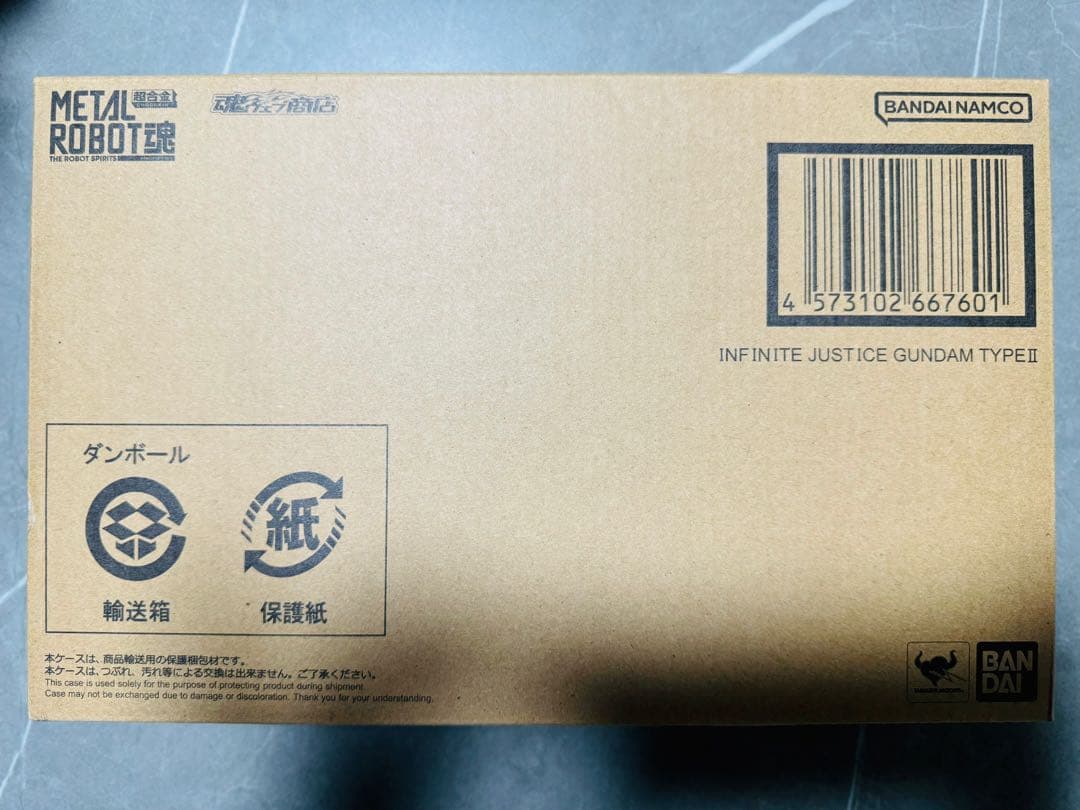 METAL 超合金
ROBOT魂
THE ROBOT SPIRITS
魂ウェブ商店
BANDAI NAMCO
4 573102 667601
INFINITE JUSTICE GUNDAM TYPEⅡ
ダンボール
紙
輸送箱 保護紙
本ケースは、商品輸送用の保護梱包材です。
本ケースは、つぶれ、汚れ等による交換は出来ません。ご了承ください。
This case is used solely for the purpose of protecting product during shipment.
Case may not be exchanged due to damage or discoloration. Thank you for your understanding.
BAN
DAI